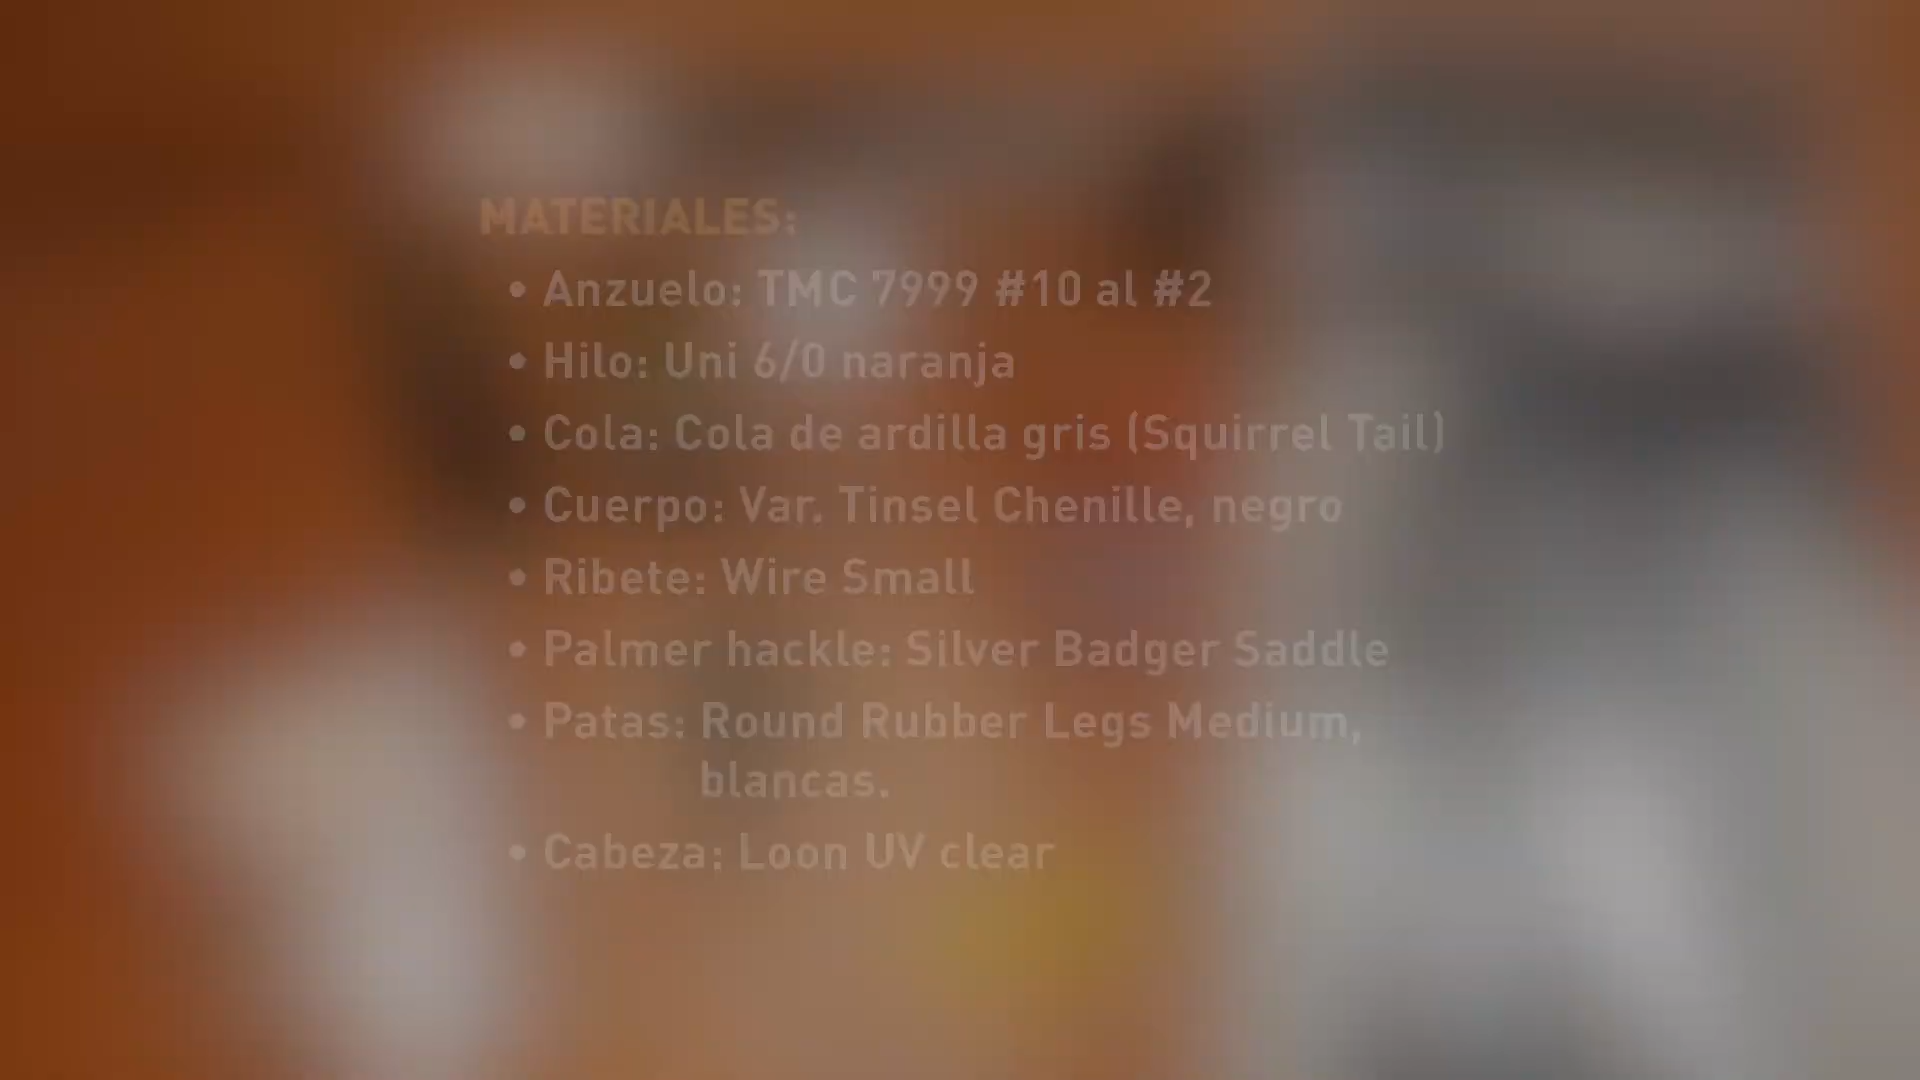 MATERIALES:
• Anzuelo: TMC 7999 #10 al #2
• Hilo: Uni 6/0 naranja
• Cola: Cola de ardilla gris (Squirrel Tail)
• Cuerpo: Var. Tinsel Chenille, negro
• Ribete: Wire Small
• Palmer hackle: Silver Badger Saddle
• Patas: Round Rubber Legs Medium,
blancas.
• Cabeza: Loon UV clear